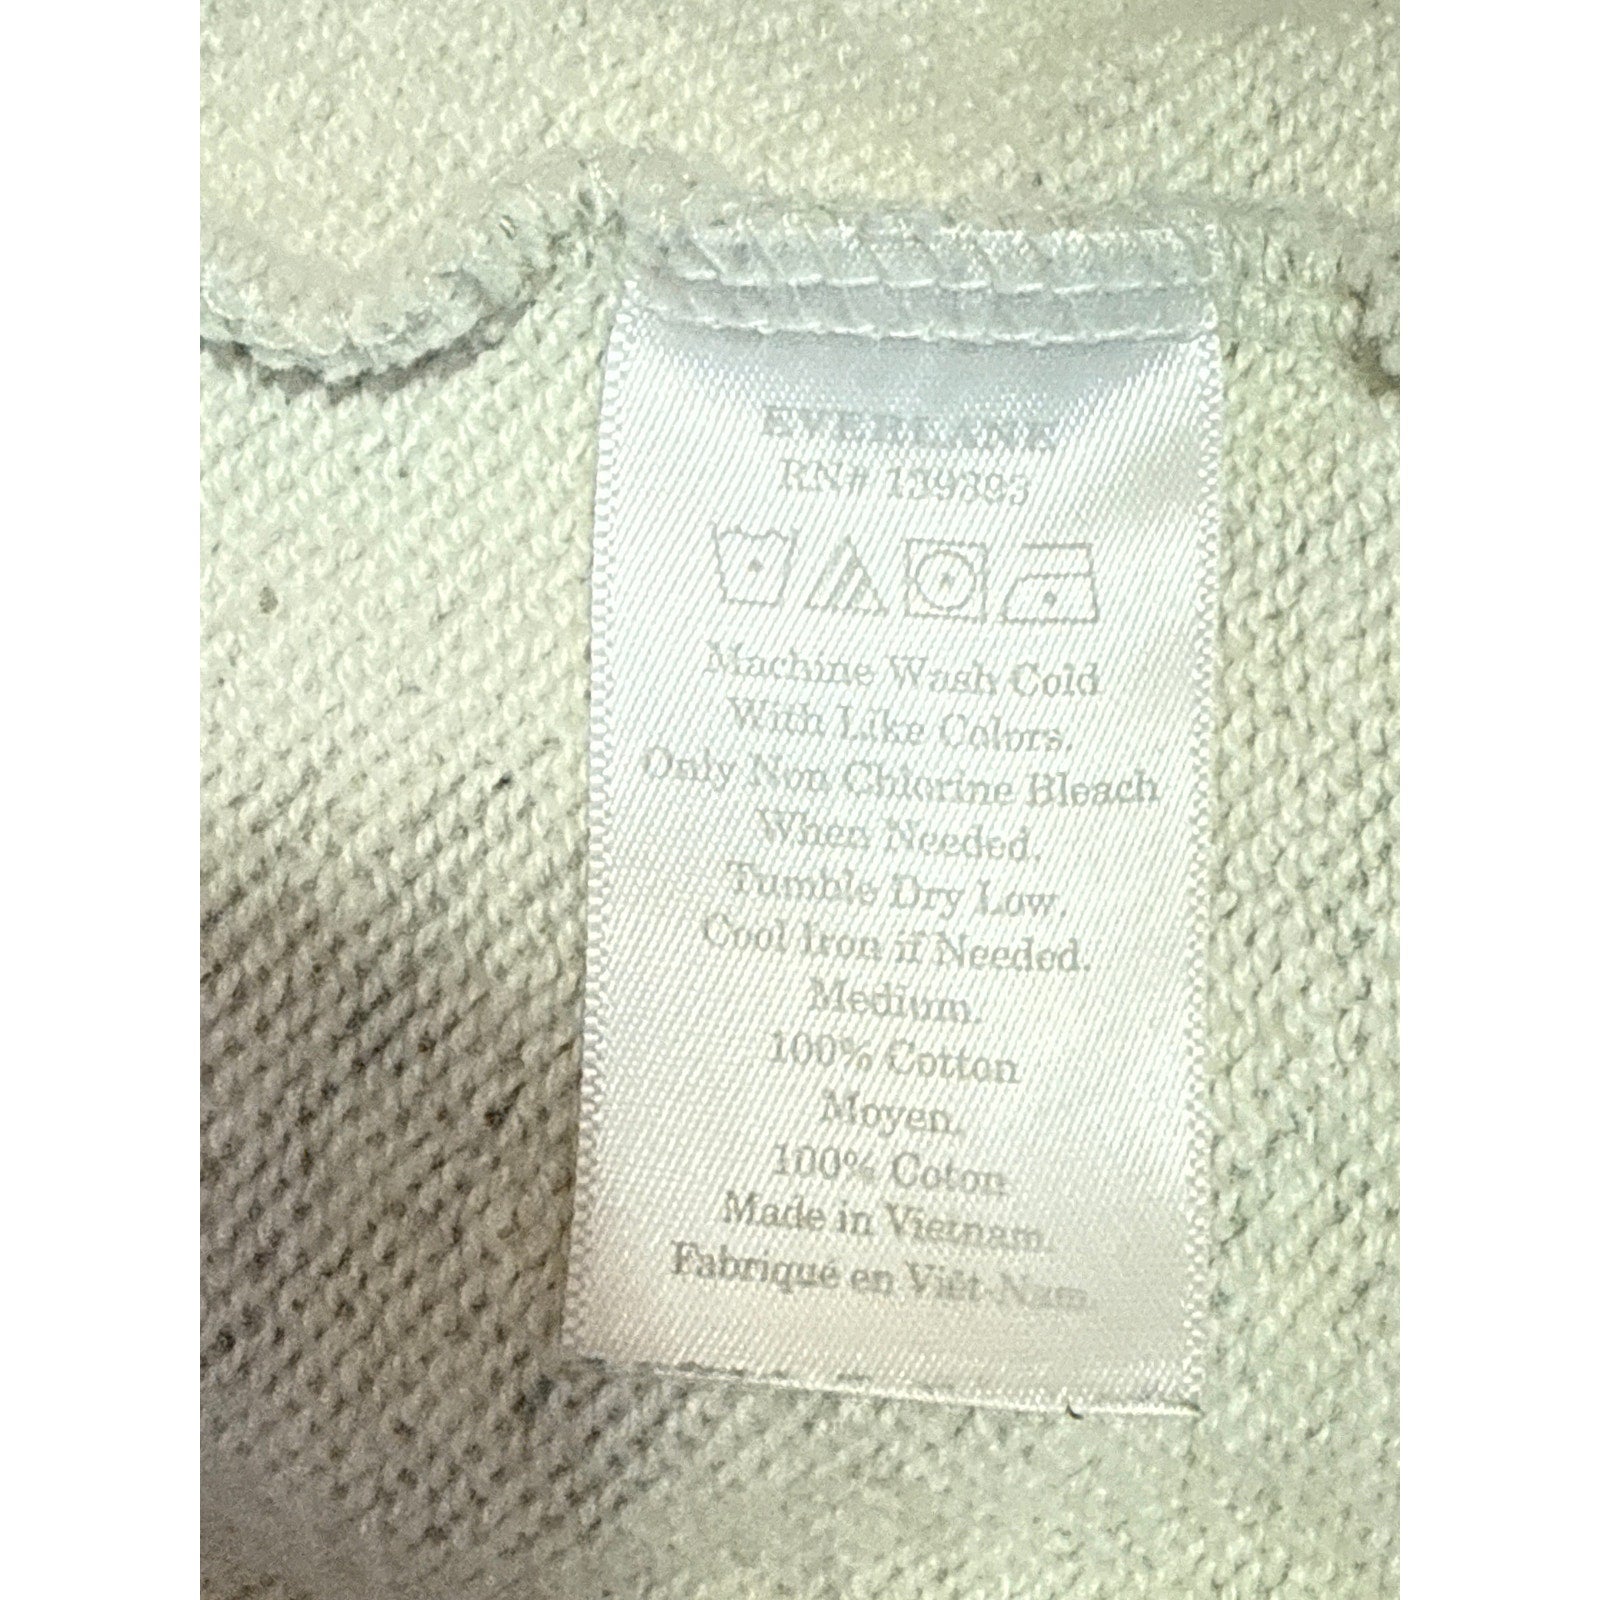 EVERLANE
RN# 139393
Machine Wash Cold
With Like Colors.
Only Non Chlorine Bleach
When Needed.
Tumble Dry Low.
Cool Iron if Needed.
Medium.
100% Cotton
Moyen.
100% Coton
Made in Vietnam.
Fabriqué en Viêt-Nam.